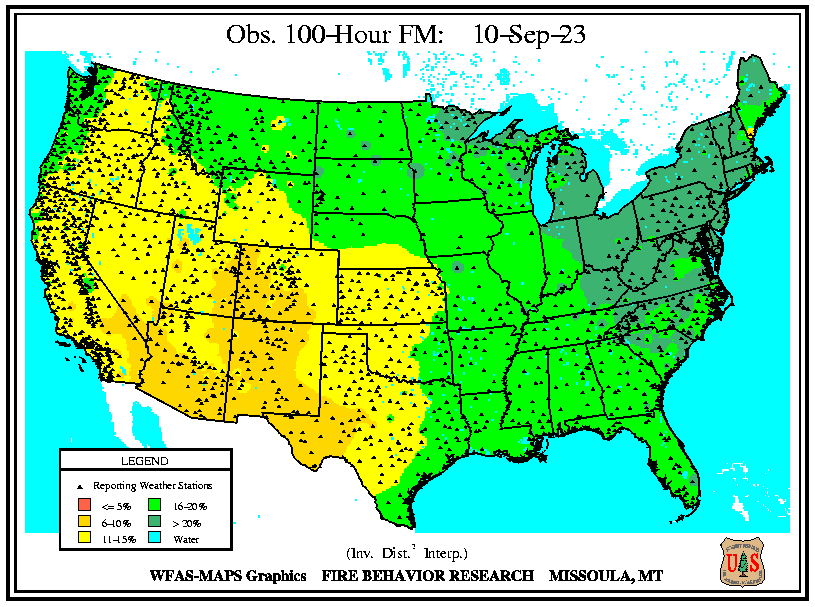 Obs. 100-Hour FM: 10-Sep-23
LEGEND
Reporting Weather Stations
<= 5% 16-20%
6-10% > 20%
11-15% Water
(Inv. Dist.² Interp.)
WFAS-MAPS Graphics FIRE BEHAVIOR RESEARCH MISSOULA, MT
UAS